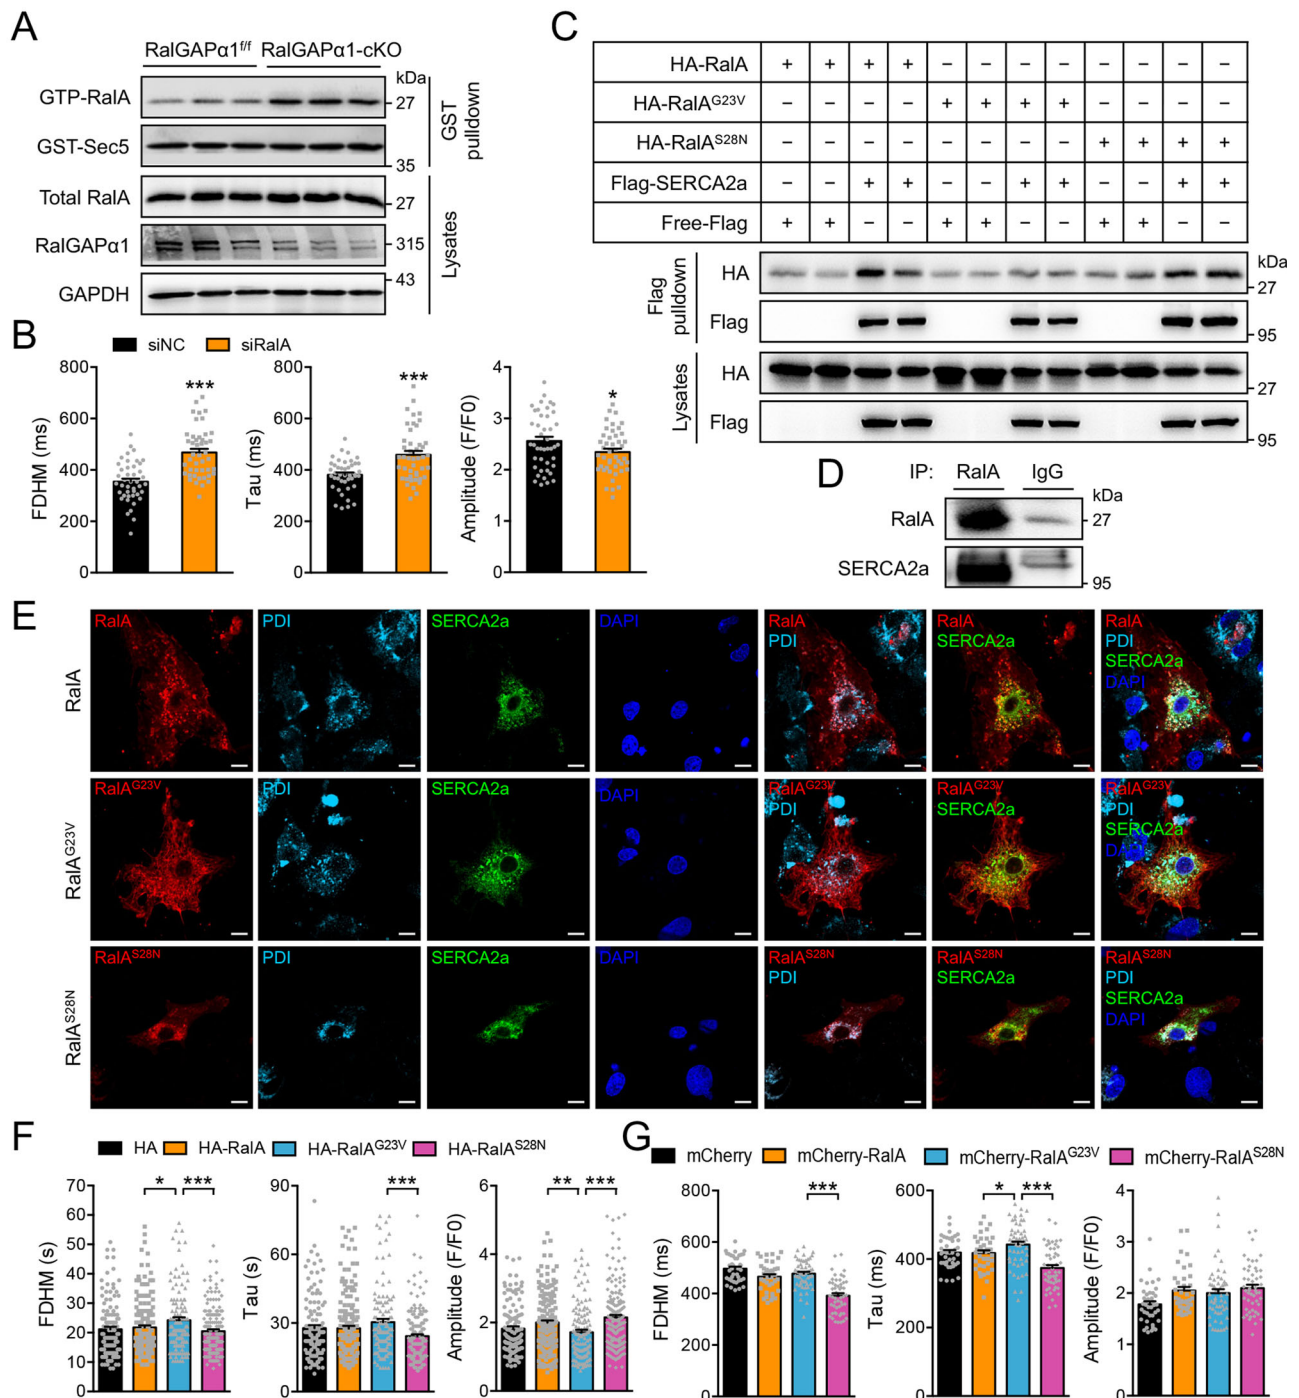 A
RalGAPα1f/f RalGAPα1-cKO
kDa
GTP-RalA
27
GST-Sec5
35
GST pulldown
Total RalA
27
RalGAPα1
315
43
GAPDH
Lysates
B
siNC siRalA
FDHM (ms)
800
600
400
200
0
***
Tau (ms)
800
600
400
200
0
***
Amplitude (F/F0)
4
3
2
1
0
*
C
HA-RalA + + + + – – – – – – – –
HA-RalAG23V – – – – + + + + – – – –
HA-RalAS28N – – – – – – – – + + + +
Flag-SERCA2a – – + + – – + + – – + +
Free-Flag + + – – + + – – + + – –
kDa
Flag pulldown
HA
27
Flag
95
Lysates
HA
27
Flag
95
D
IP: RalA IgG
kDa
RalA
27
SERCA2a
95
E
RalA
RalA PDI SERCA2a DAPI
RalA
PDI
RalA
SERCA2a
RalA
PDI
SERCA2a
DAPI
RalAG23V
RalAG23V PDI SERCA2a DAPI
RalAG23V
PDI
RalAG23V
SERCA2a
RalAG23V
PDI
SERCA2a
DAPI
RalAS28N
RalAS28N PDI SERCA2a DAPI
RalAS28N
PDI
RalAS28N
SERCA2a
RalAS28N
PDI
SERCA2a
DAPI
F
HA HA-RalA HA-RalAG23V HA-RalAS28N
FDHM (s)
70
60
50
40
30
20
10
0
* ***
Tau (s)
90
60
30
0
***
Amplitude (F/F0)
6
4
2
0
** ***
G
mCherry mCherry-RalA mCherry-RalAG23V mCherry-RalAS28N
FDHM (ms)
800
600
400
200
0
***
Tau (ms)
600
400
200
0
* ***
Amplitude (F/F0)
4
3
2
1
0